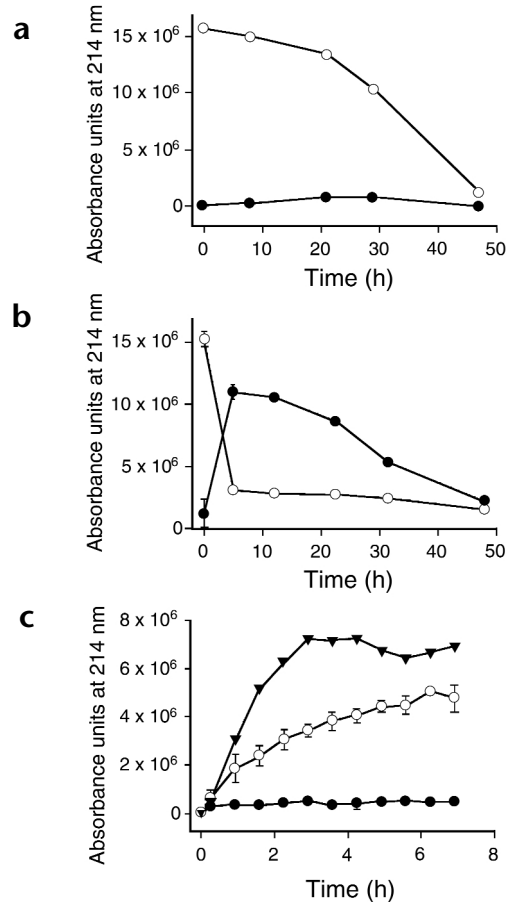 a
Absorbance units at 214 nm
15 x 10⁶
10 x 10⁶
5 x 10⁶
0
0 10 20 30 40 50
Time (h)
b
Absorbance units at 214 nm
15 x 10⁶
10 x 10⁶
5 x 10⁶
0
0 10 20 30 40 50
Time (h)
c
Absorbance units at 214 nm
8 x 10⁶
6 x 10⁶
4 x 10⁶
2 x 10⁶
0
0 2 4 6 8
Time (h)